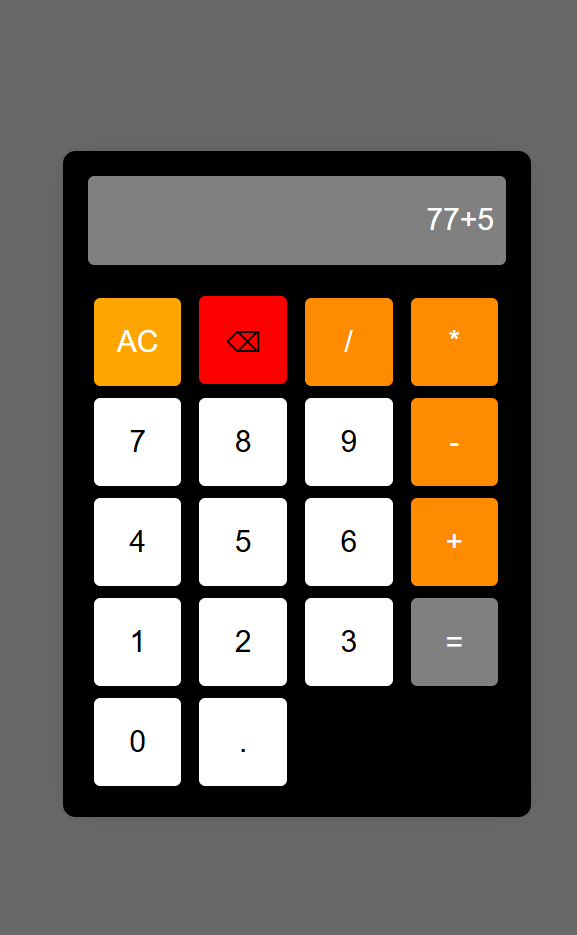 77+5
AC ⌫ / *
7 8 9 -
4 5 6 +
1 2 3 =
0 .